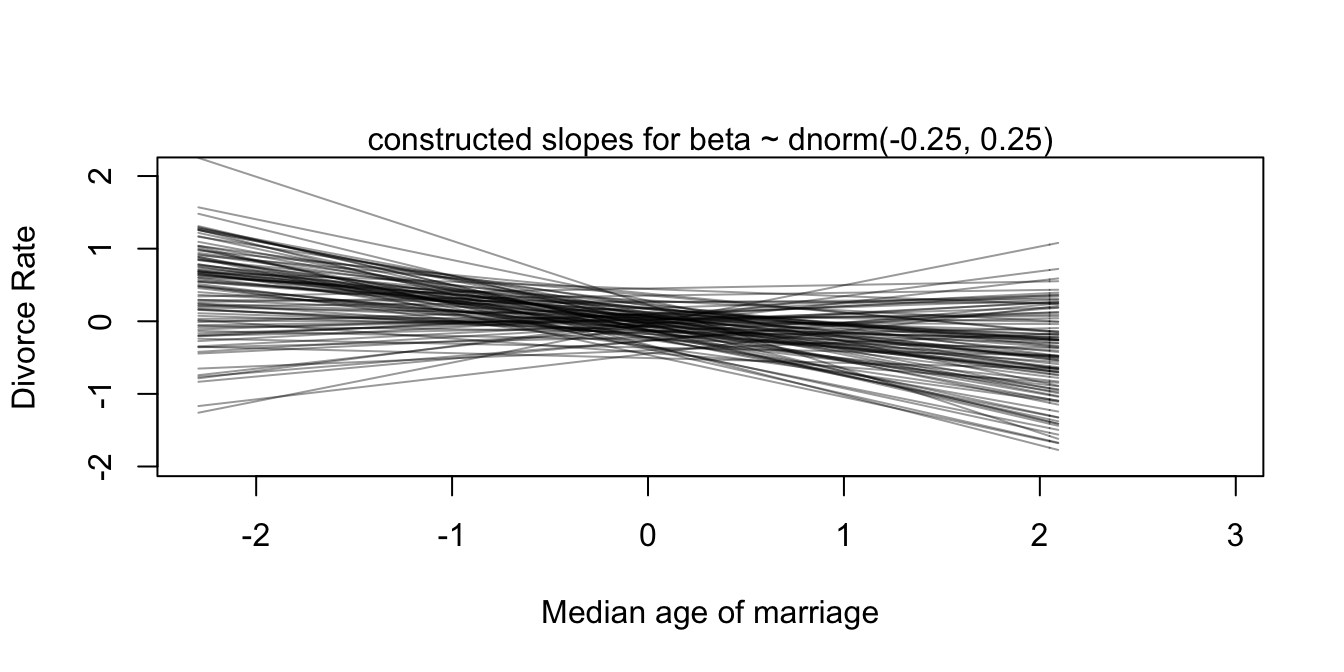 constructed slopes for beta ~ dnorm(-0.25, 0.25)
Divorce Rate
2
1
0
-1
-2
-2 -1 0 1 2 3
Median age of marriage